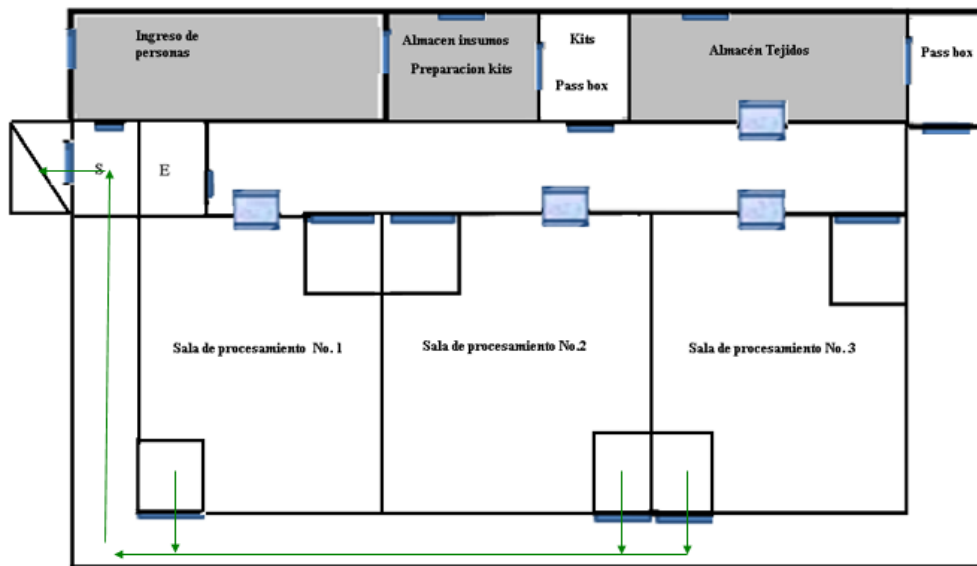 Ingreso de
personas
Almacen insumos
Preparacion kits
Kits
Pass box
Almacén Tejidos
Pass box
S
E
Sala de procesamiento No. 1
Sala de procesamiento No.2
Sala de procesamiento No. 3